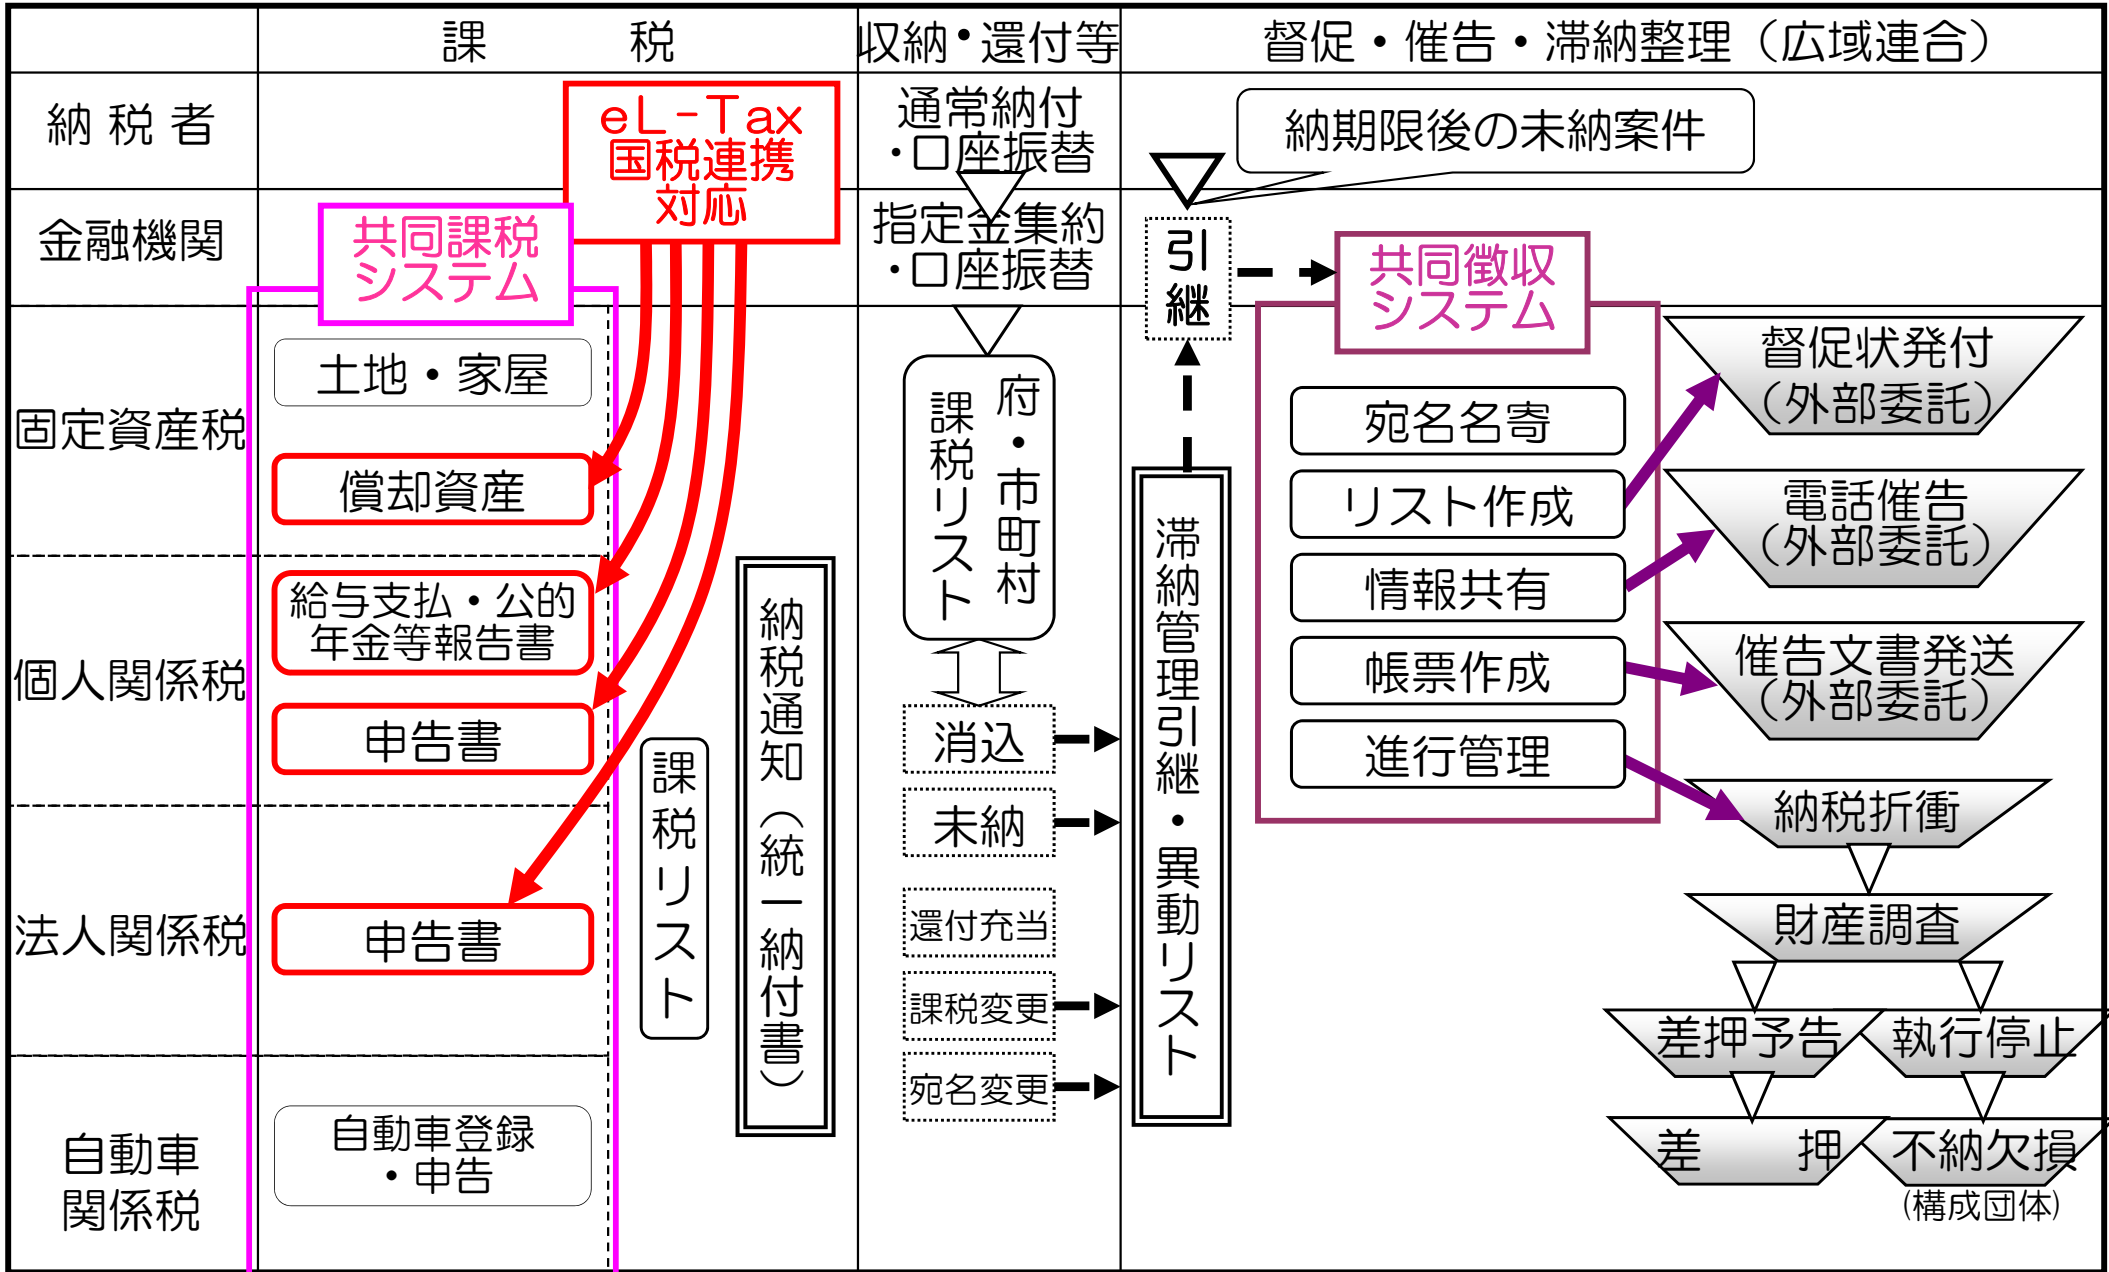 課　税
収納・還付等
督促・催告・滞納整理（広域連合）
納税者
eL-Tax
国税連携
対応
通常納付
・口座振替
納期限後の未納案件
金融機関
共同課税
システム
指定金集約
・口座振替
引継
共同徴収
システム
固定資産税
土地・家屋
償却資産
個人関係税
給与支払・公的
年金等報告書
申告書
法人関係税
申告書
自動車
関係税
自動車登録
・申告
課税リスト
納税通知（統一納付書）
府・市町村
課税リスト
消込
未納
還付充当
課税変更
宛名変更
滞納管理引継・異動リスト
宛名名寄
リスト作成
情報共有
帳票作成
進行管理
督促状発付
（外部委託）
電話催告
（外部委託）
催告文書発送
（外部委託）
納税折衝
財産調査
差押予告
執行停止
差　押
不納欠損
(構成団体)